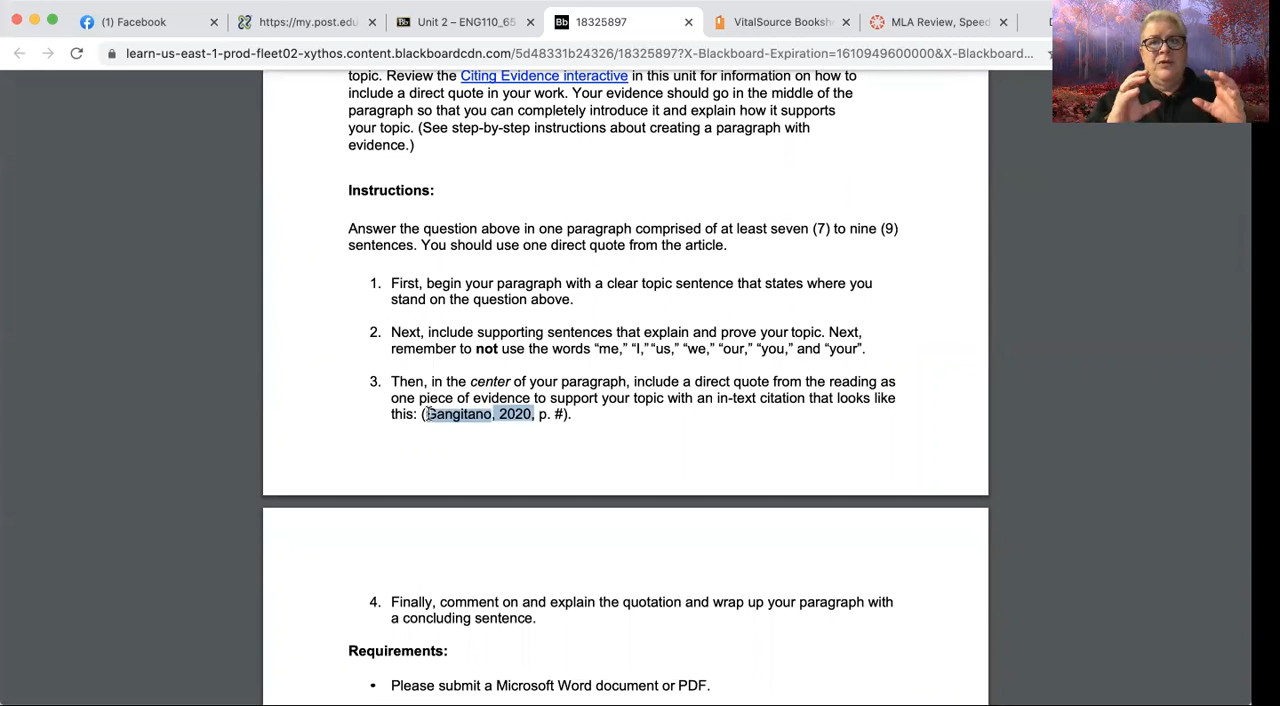 (1) Facebook
https://my.post.edu
Unit 2 – ENG110_65
Bb 18325897
VitalSource Booksh
MLA Review, Speed
learn-us-east-1-prod-fleet02-xythos.content.blackboardcdn.com/5d48331b24326/18325897?X-Blackboard-Expiration=1610949600000&X-Blackboard...
topic. Review the Citing Evidence interactive in this unit for information on how to
include a direct quote in your work. Your evidence should go in the middle of the
paragraph so that you can completely introduce it and explain how it supports
your topic. (See step-by-step instructions about creating a paragraph with
evidence.)
Instructions:
Answer the question above in one paragraph comprised of at least seven (7) to nine (9)
sentences. You should use one direct quote from the article.
1. First, begin your paragraph with a clear topic sentence that states where you
stand on the question above.
2. Next, include supporting sentences that explain and prove your topic. Next,
remember to not use the words “me,” “I,” “us,” “we,” “our,” “you,” and “your”.
3. Then, in the center of your paragraph, include a direct quote from the reading as
one piece of evidence to support your topic with an in-text citation that looks like
this: (Gangitano, 2020, p. #).
4. Finally, comment on and explain the quotation and wrap up your paragraph with
a concluding sentence.
Requirements:
• Please submit a Microsoft Word document or PDF.